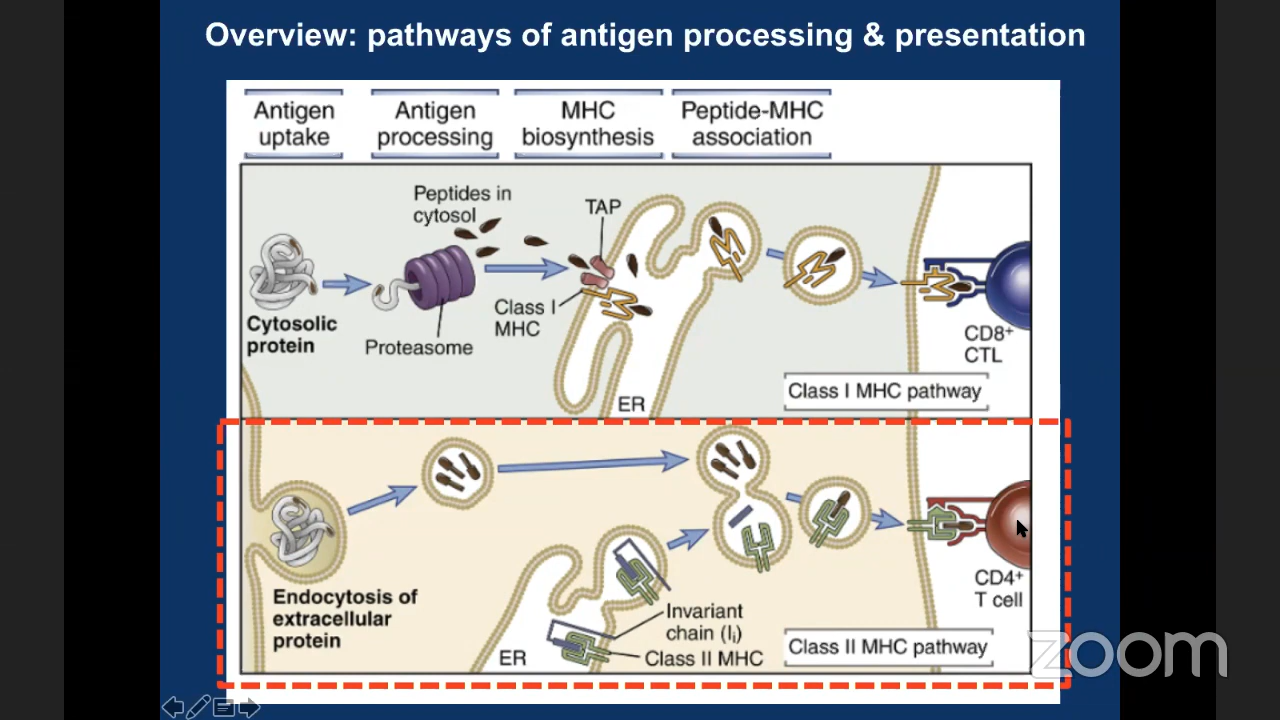 Overview: pathways of antigen processing & presentation
Antigen
uptake
Antigen
processing
MHC
biosynthesis
Peptide-MHC
association
Peptides in
cytosol
TAP
Cytosolic
protein
Proteasome
Class I
MHC
ER
CD8+
CTL
Class I MHC pathway
Endocytosis of
extracellular
protein
ER
Invariant
chain (Ii)
Class II MHC
CD4+
T cell
Class II MHC pathway
zoom